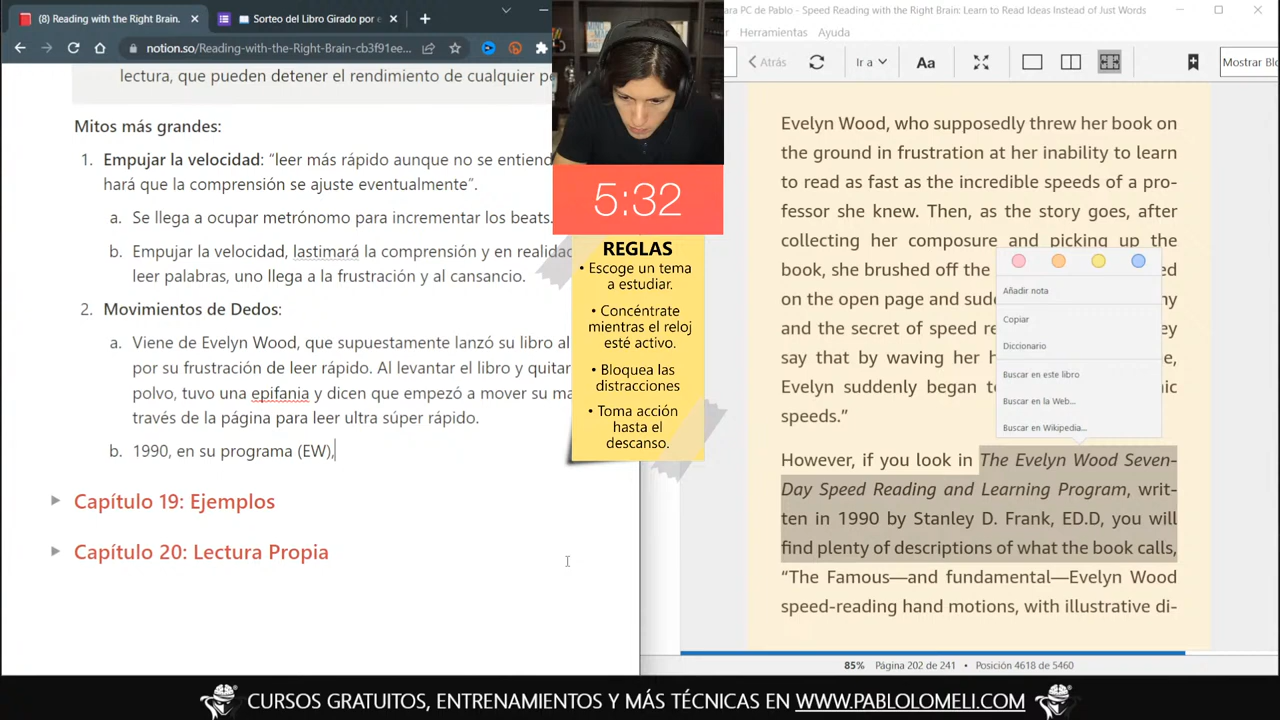 (8) Reading with the Right Brain.
Sorteo del Libro Girado por e
notion.so/Reading-with-the-Right-Brain-cb3f91ee...
lectura, que pueden detener el rendimiento de cualquier pe
Mitos más grandes:
1. Empujar la velocidad: “leer más rápido aunque no se entiend
hará que la comprensión se ajuste eventualmente”.
a. Se llega a ocupar metrónomo para incrementar los beats.
b. Empujar la velocidad, lastimará la comprensión y en realidad
leer palabras, uno llega a la frustración y al cansancio.
2. Movimientos de Dedos:
a. Viene de Evelyn Wood, que supuestamente lanzó su libro al
por su frustración de leer rápido. Al levantar el libro y quitar
polvo, tuvo una epifania y dicen que empezó a mover su ma
través de la página para leer ultra súper rápido.
b. 1990, en su programa (EW),
Capítulo 19: Ejemplos
Capítulo 20: Lectura Propia
5:32
REGLAS
• Escoge un tema
a estudiar.
• Concéntrate
mientras el reloj
esté activo.
• Bloquea las
distracciones
• Toma acción
hasta el
descanso.
ara PC de Pablo - Speed Reading with the Right Brain: Learn to Read Ideas Instead of Just Words
Herramientas Ayuda
Atrás
Ir a
Aa
Mostrar Blo
Evelyn Wood, who supposedly threw her book on
the ground in frustration at her inability to learn
to read as fast as the incredible speeds of a pro-
fessor she knew. Then, as the story goes, after
collecting her composure and picking up the
book, she brushed off the
on the open page and sud
and the secret of speed re
say that by waving her h
Evelyn suddenly began to
speeds.”
Añadir nota
Copiar
Diccionario
Buscar en este libro
Buscar en la Web...
Buscar en Wikipedia...
However, if you look in The Evelyn Wood Seven-
Day Speed Reading and Learning Program, writ-
ten in 1990 by Stanley D. Frank, ED.D, you will
find plenty of descriptions of what the book calls,
“The Famous—and fundamental—Evelyn Wood
speed-reading hand motions, with illustrative di-
85% Página 202 de 241 • Posición 4618 de 5460
CURSOS GRATUITOS, ENTRENAMIENTOS Y MÁS TÉCNICAS EN WWW.PABLOLOMELI.COM